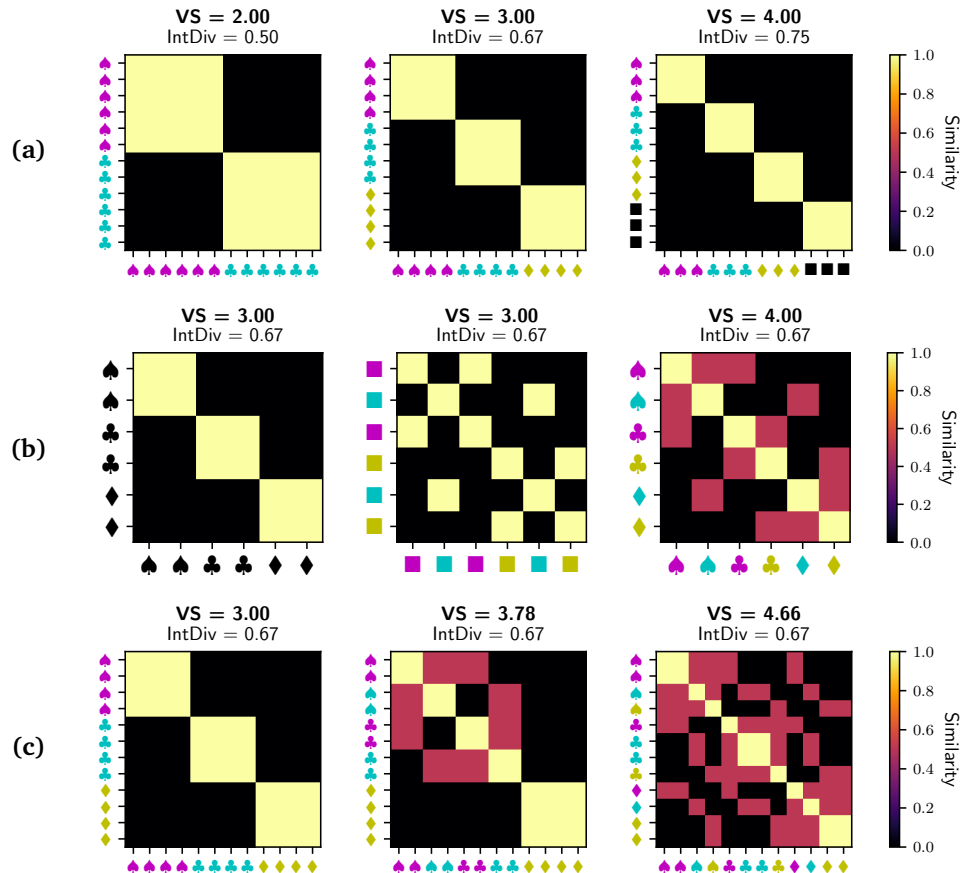 VS = 2.00 VS = 3.00 VS = 4.00
IntDiv = 0.50 IntDiv = 0.67 IntDiv = 0.75
(a)
1.0
0.8
0.6
0.4
0.2
0.0
Similarity
VS = 3.00 VS = 3.00 VS = 4.00
IntDiv = 0.67 IntDiv = 0.67 IntDiv = 0.67
(b)
1.0
0.8
0.6
0.4
0.2
0.0
Similarity
VS = 3.00 VS = 3.78 VS = 4.66
IntDiv = 0.67 IntDiv = 0.67 IntDiv = 0.67
(c)
1.0
0.8
0.6
0.4
0.2
0.0
Similarity